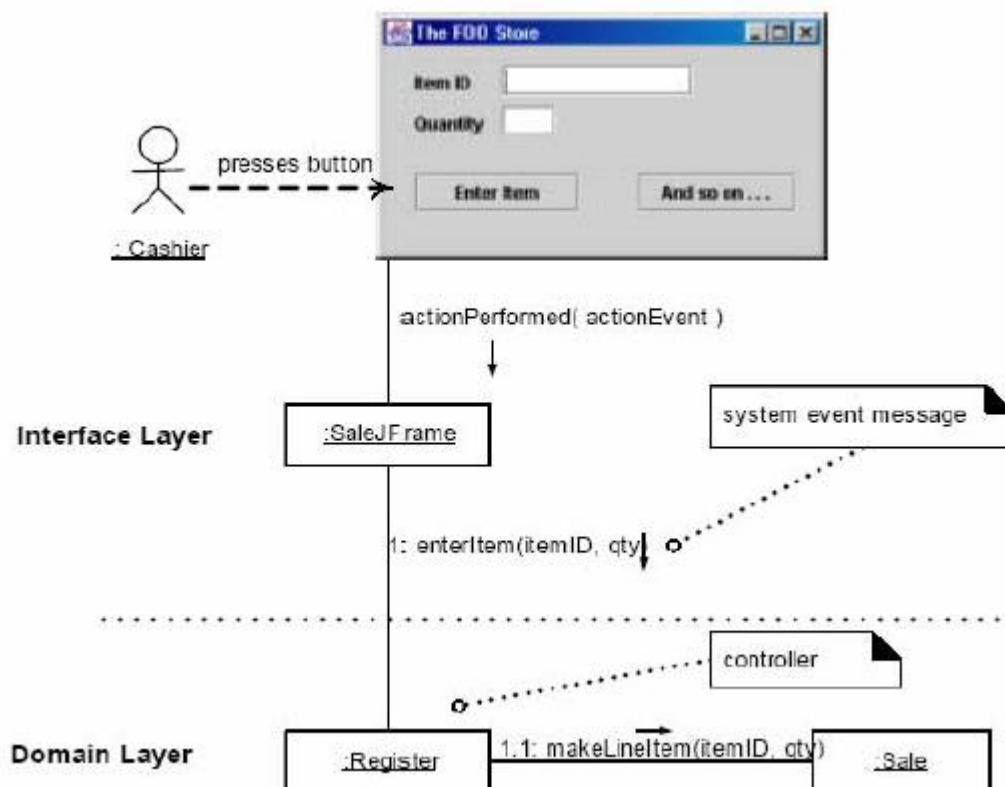 The FOO Store
Item ID
Quantity
presses button
Enter Item
And so on . . .
: Cashier
actionPerformed( actionEvent )
system event message
Interface Layer
:SaleJFrame
1: enterItem(itemID, qty)
controller
Domain Layer
:Register
1.1: makeLineItem(itemID, qty)
:Sale